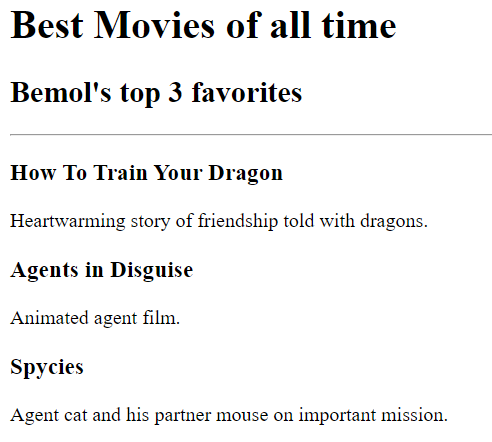 Best Movies of all time
Bemol's top 3 favorites
How To Train Your Dragon
Heartwarming story of friendship told with dragons.
Agents in Disguise
Animated agent film.
Spycies
Agent cat and his partner mouse on important mission.